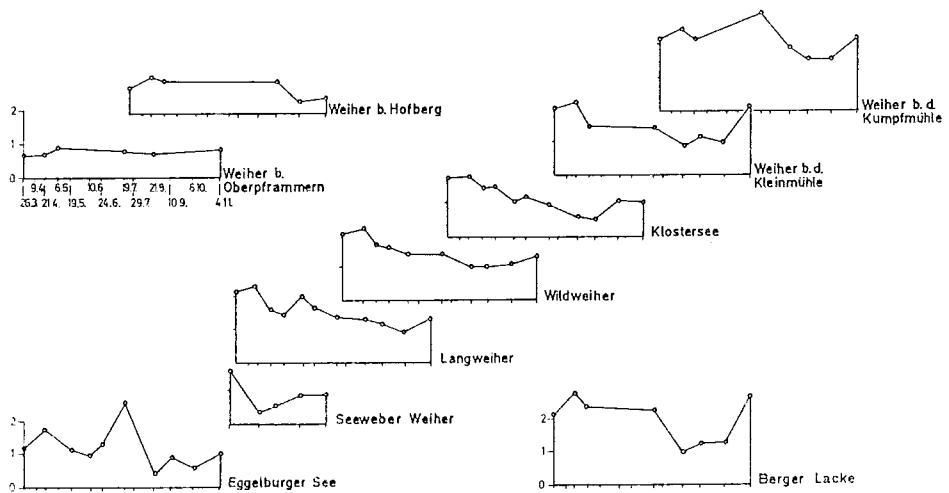 Weiher b. d.
Kumpfmühle
Weiher b. Hofberg
2
1
0
Weiher b.
Oberpframmern
9.4. 6.5. 10.6. 19.7. 21.9. 6.10.
26.3. 21.4. 19.5. 24.6. 29.7. 10.9. 4.11.
Weiher b.d.
Kleinmühle
Klostersee
Wildweiher
Langweiher
Seeweber Weiher
2
1
0
Eggelburger See
2
1
0
Berger Lacke